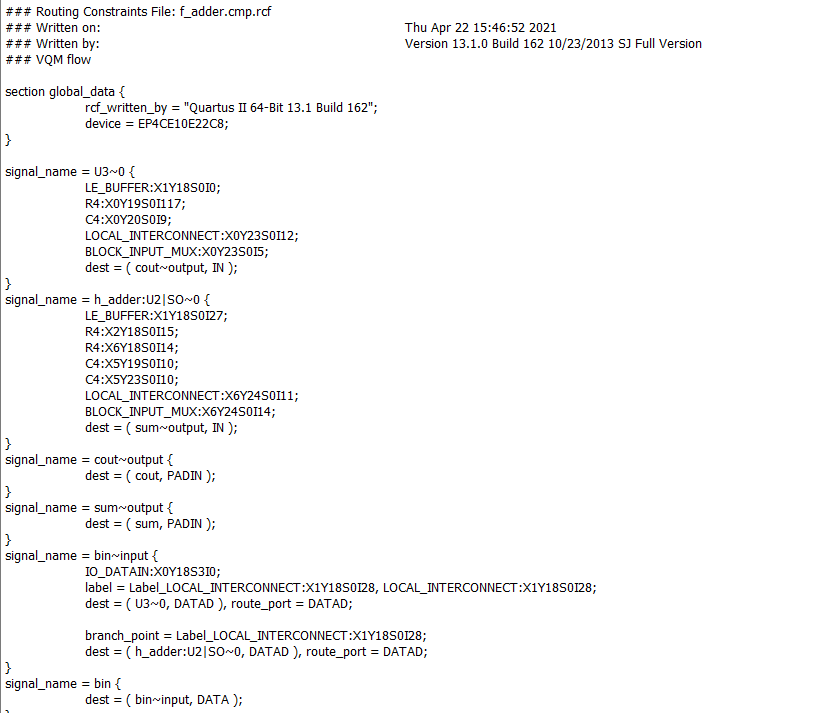 ### Routing Constraints File: f_adder.cmp.rcf
### Written on: Thu Apr 22 15:46:52 2021
### Written by: Version 13.1.0 Build 162 10/23/2013 SJ Full Version
### VQM flow
section global_data {
rcf_written_by = "Quartus II 64-Bit 13.1 Build 162";
device = EP4CE10E22C8;
}
signal_name = U3~0 {
LE_BUFFER:X1Y18S0I0;
R4:X0Y19S0I117;
C4:X0Y20S0I9;
LOCAL_INTERCONNECT:X0Y23S0I12;
BLOCK_INPUT_MUX:X0Y23S0I5;
dest = ( cout~output, IN );
}
signal_name = h_adder:U2|SO~0 {
LE_BUFFER:X1Y18S0I27;
R4:X2Y18S0I15;
R4:X6Y18S0I14;
C4:X5Y19S0I10;
C4:X5Y23S0I10;
LOCAL_INTERCONNECT:X6Y24S0I11;
BLOCK_INPUT_MUX:X6Y24S0I14;
dest = ( sum~output, IN );
}
signal_name = cout~output {
dest = ( cout, PADIN );
}
signal_name = sum~output {
dest = ( sum, PADIN );
}
signal_name = bin~input {
IO_DATAIN:X0Y18S3I0;
label = Label_LOCAL_INTERCONNECT:X1Y18S0I28, LOCAL_INTERCONNECT:X1Y18S0I28;
dest = ( U3~0, DATAD ), route_port = DATAD;
branch_point = Label_LOCAL_INTERCONNECT:X1Y18S0I28;
dest = ( h_adder:U2|SO~0, DATAD ), route_port = DATAD;
}
signal_name = bin {
dest = ( bin~input, DATA );
}